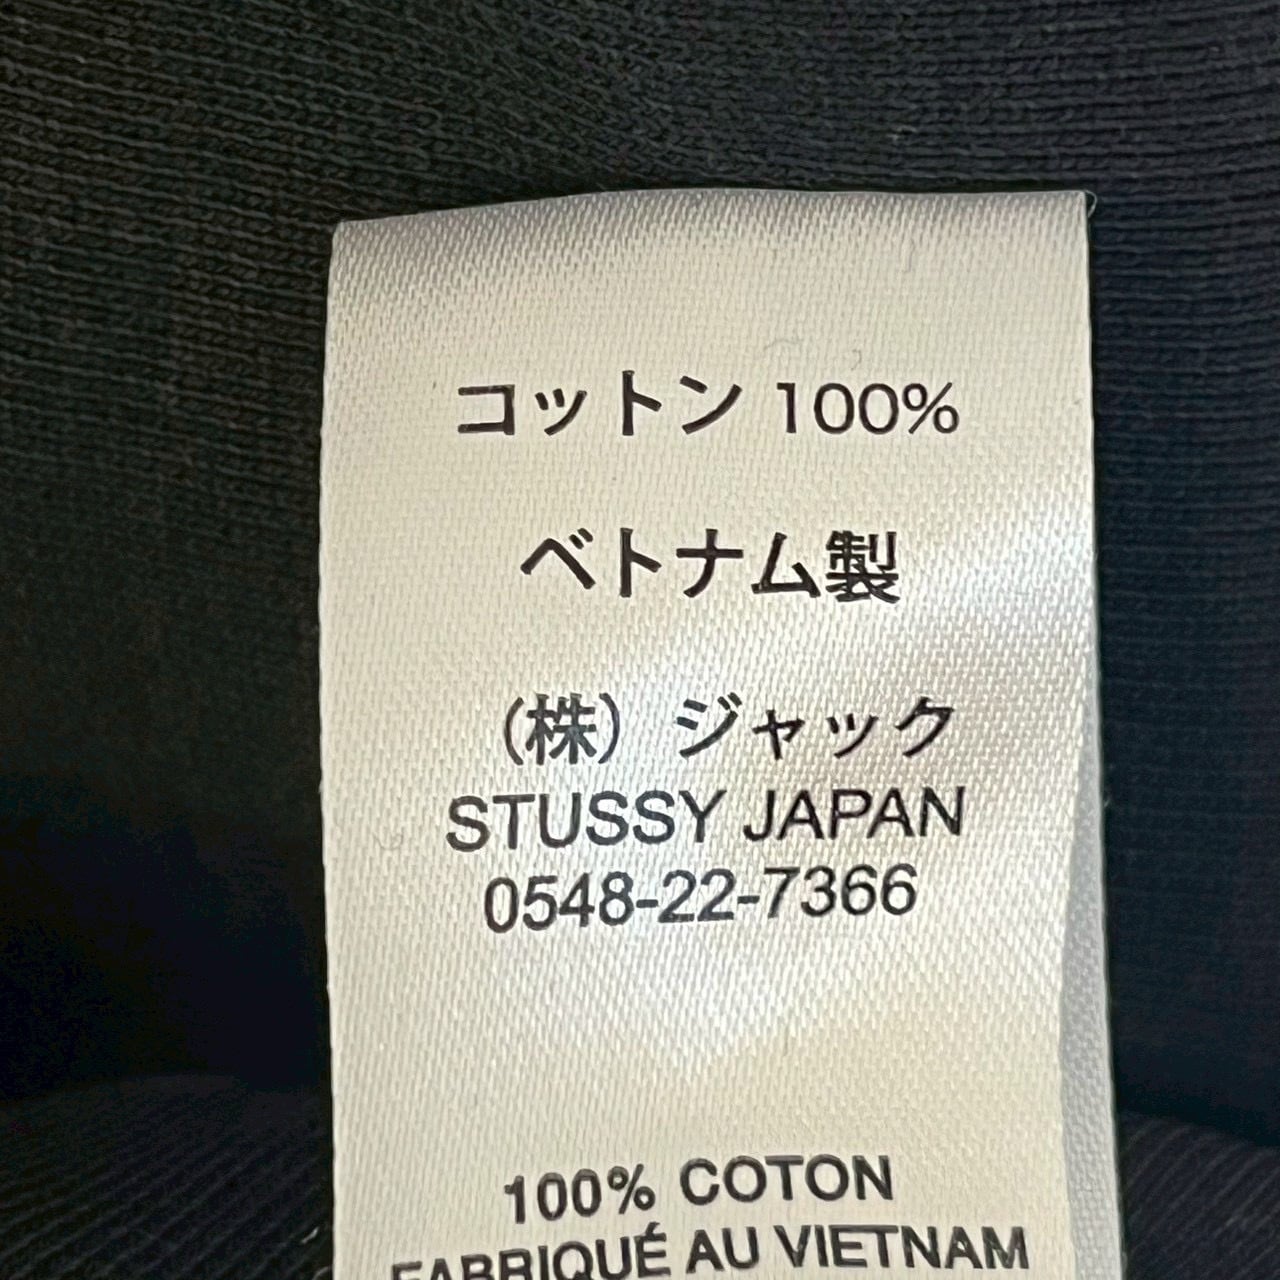 コットン 100%
ベトナム製
(株) ジャック
STUSSY JAPAN
0548-22-7366
100% COTON
FABRIQUÉ AU VIETNAM